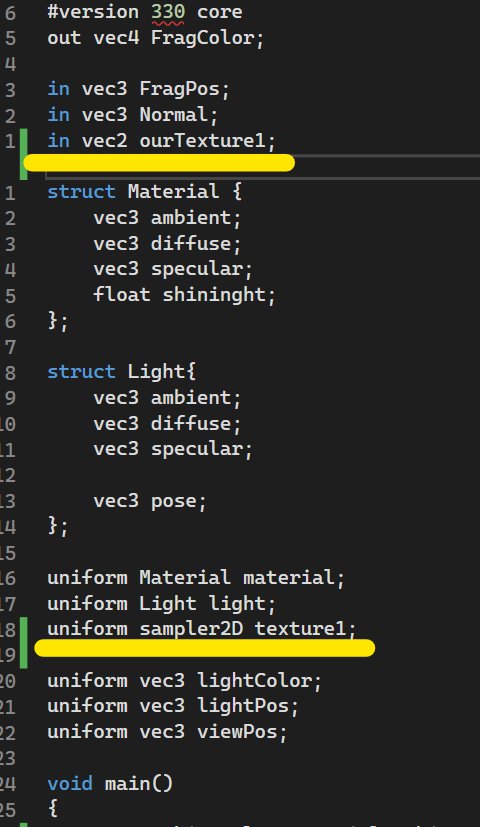 6 #version 330 core
5 out vec4 FragColor;
4
3 in vec3 FragPos;
2 in vec3 Normal;
1 in vec2 ourTexture1;
1 struct Material {
2 vec3 ambient;
3 vec3 diffuse;
4 vec3 specular;
5 float shininght;
6 };
7
8 struct Light{
9 vec3 ambient;
10 vec3 diffuse;
11 vec3 specular;
12
13 vec3 pose;
14 };
15
16 uniform Material material;
17 uniform Light light;
18 uniform sampler2D texture1;
19
20 uniform vec3 lightColor;
21 uniform vec3 lightPos;
22 uniform vec3 viewPos;
23
24 void main()
25 {